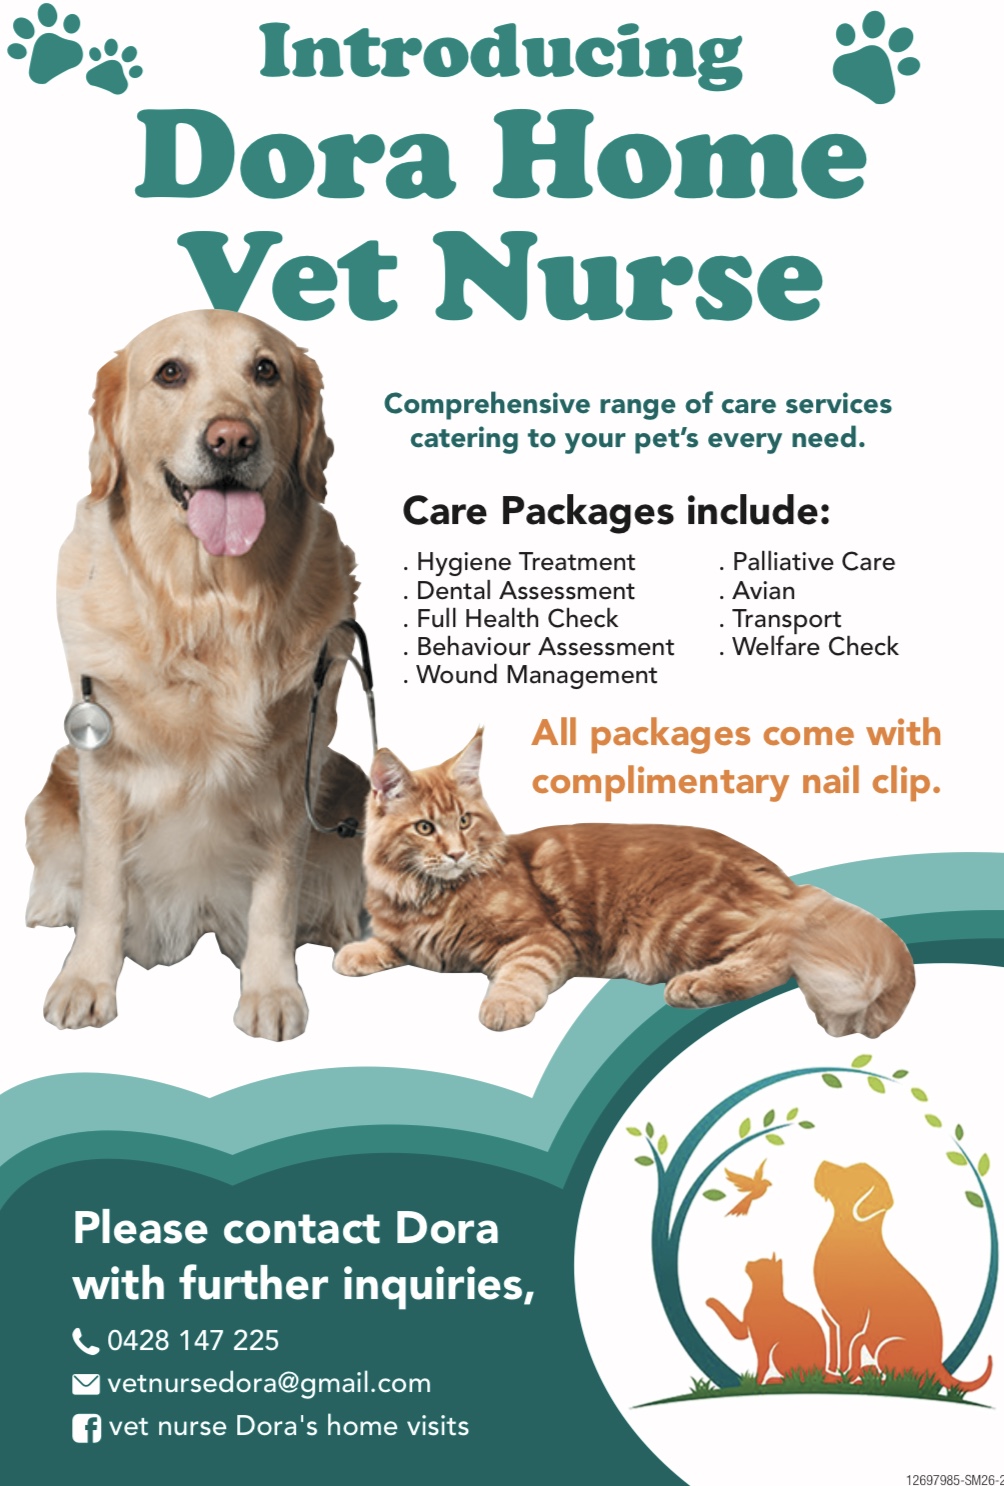 Introducing
Dora Home
Vet Nurse
Comprehensive range of care services
catering to your pet's every need.
Care Packages include:
. Hygiene Treatment
. Dental Assessment
. Full Health Check
. Behaviour Assessment
. Wound Management
. Palliative Care
. Avian
. Transport
. Welfare Check
All packages come with
complimentary nail clip.
Please contact Dora
with further inquiries,
0428 147 225
vetnursedora@gmail.com
vet nurse Dora's home visits
12697985-SM26-2